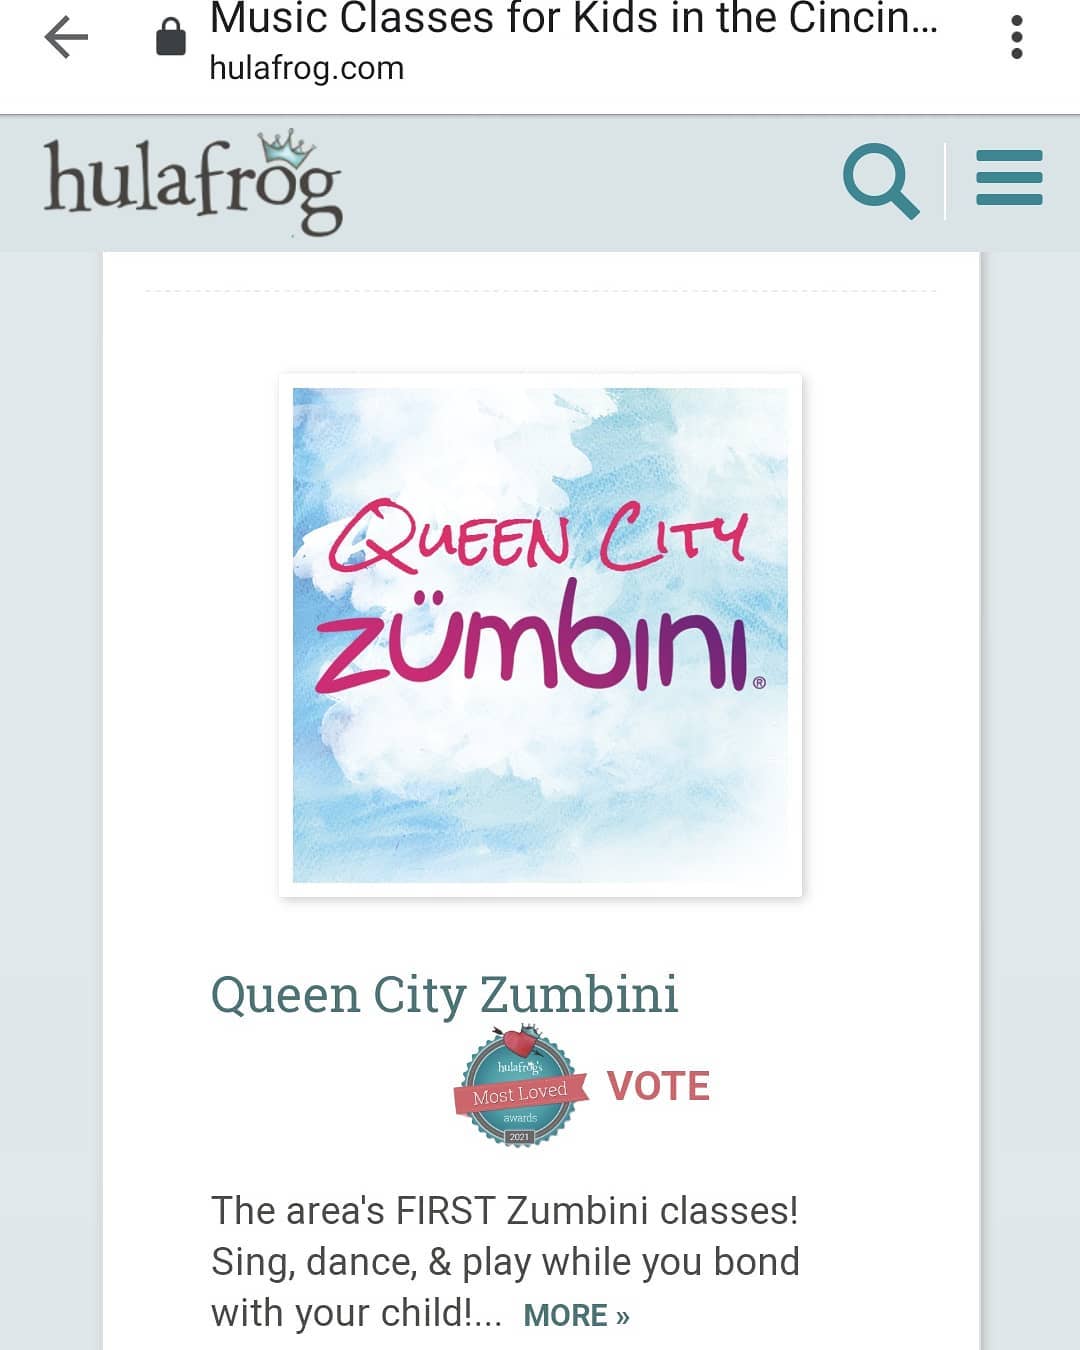 Music Classes for Kids in the Cincin...
hulafrog.com
hulafrog
QUEEN CITY
zümbini®
Queen City Zumbini
hulafrog's
Most Loved
awards
2021
VOTE
The area's FIRST Zumbini classes!
Sing, dance, & play while you bond
with your child!... MORE »